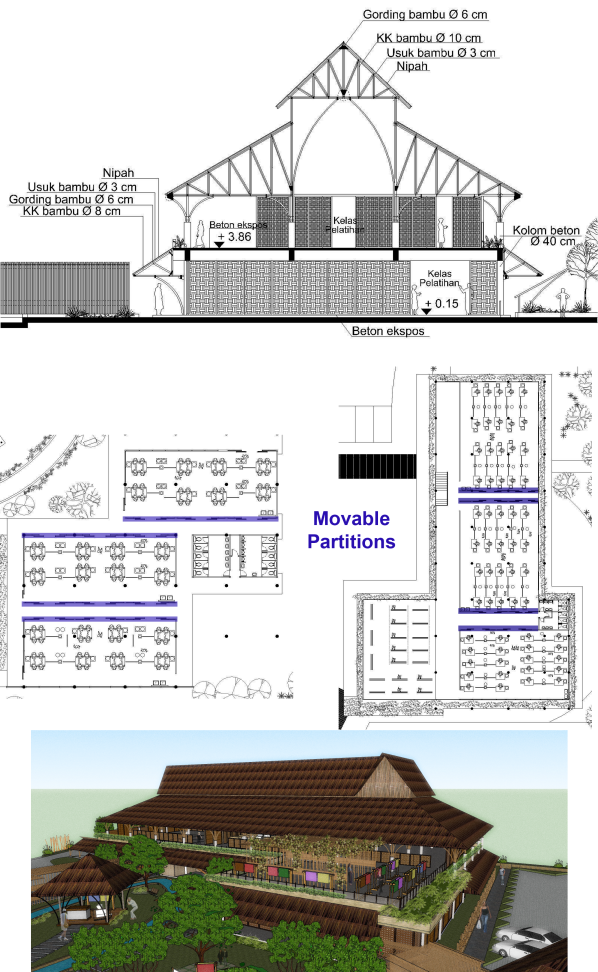 Gording bambu Ø 6 cm
KK bambu Ø 10 cm
Usuk bambu Ø 3 cm
Nipah
Nipah
Usuk bambu Ø 3 cm
Gording bambu Ø 6 cm
KK bambu Ø 8 cm
Beton ekspos
+ 3.86
Kelas
Pelatihan
Kolom beton
Ø 40 cm
Kelas
Pelatihan
+ 0.15
Beton ekspos
Movable
Partitions